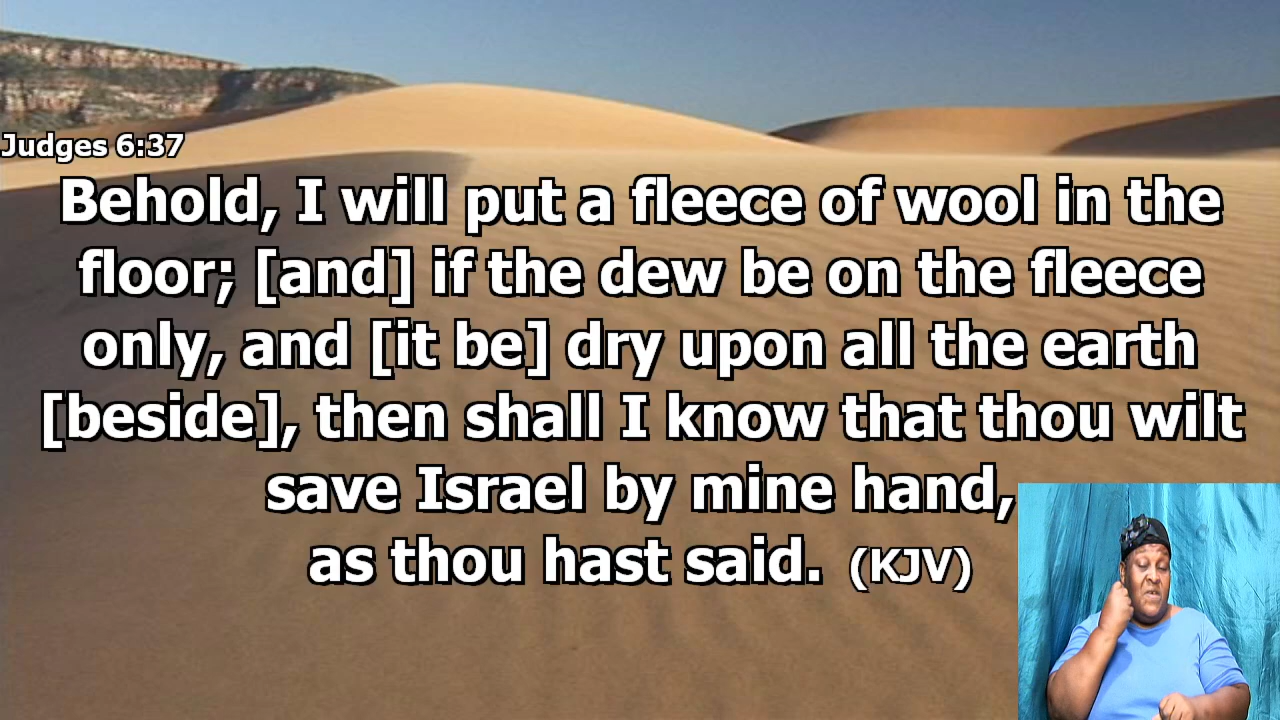 Judges 6:37
Behold, I will put a fleece of wool in the
floor; [and] if the dew be on the fleece
only, and [it be] dry upon all the earth
[beside], then shall I know that thou wilt
save Israel by mine hand,
as thou hast said. (KJV)